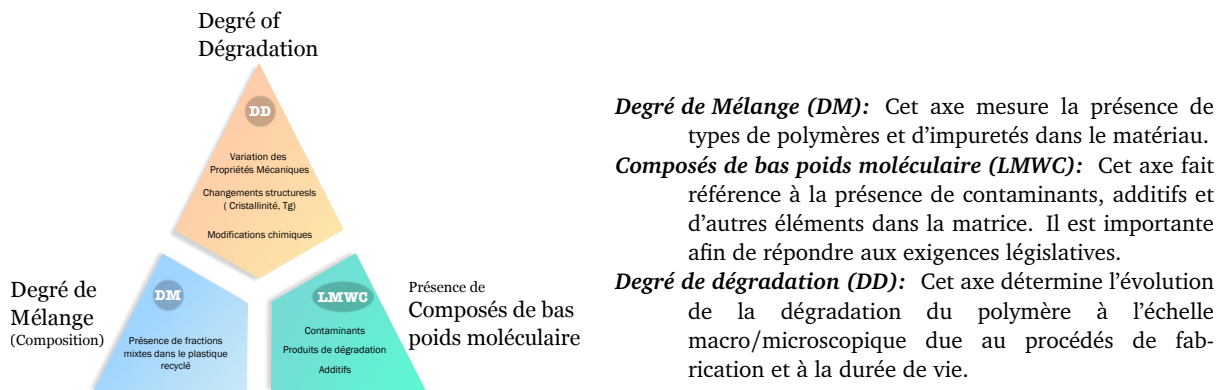 Degré of
Dégradation
DD
Variation des
Propriétés Mécaniques
Changements structuresls
( Cristallinité, Tg)
Modifications chimiques
Degré de
Mélange
(Composition)
DM
Présence de fractions
mixtes dans le plastique
recyclé
LMWC
Contaminants
Produits de dégradation
Additifs
Présence de
Composés de bas
poids moléculaire
Degré de Mélange (DM): Cet axe mesure la présence de
types de polymères et d'impuretés dans le matériau.
Composés de bas poids moléculaire (LMWC): Cet axe fait
référence à la présence de contaminants, additifs et
d'autres éléments dans la matrice. Il est importante
afin de répondre aux exigences législatives.
Degré de dégradation (DD): Cet axe détermine l'évolution
de la dégradation du polymère à l'échelle
macro/microscopique due au procédés de fab-
rication et à la durée de vie.